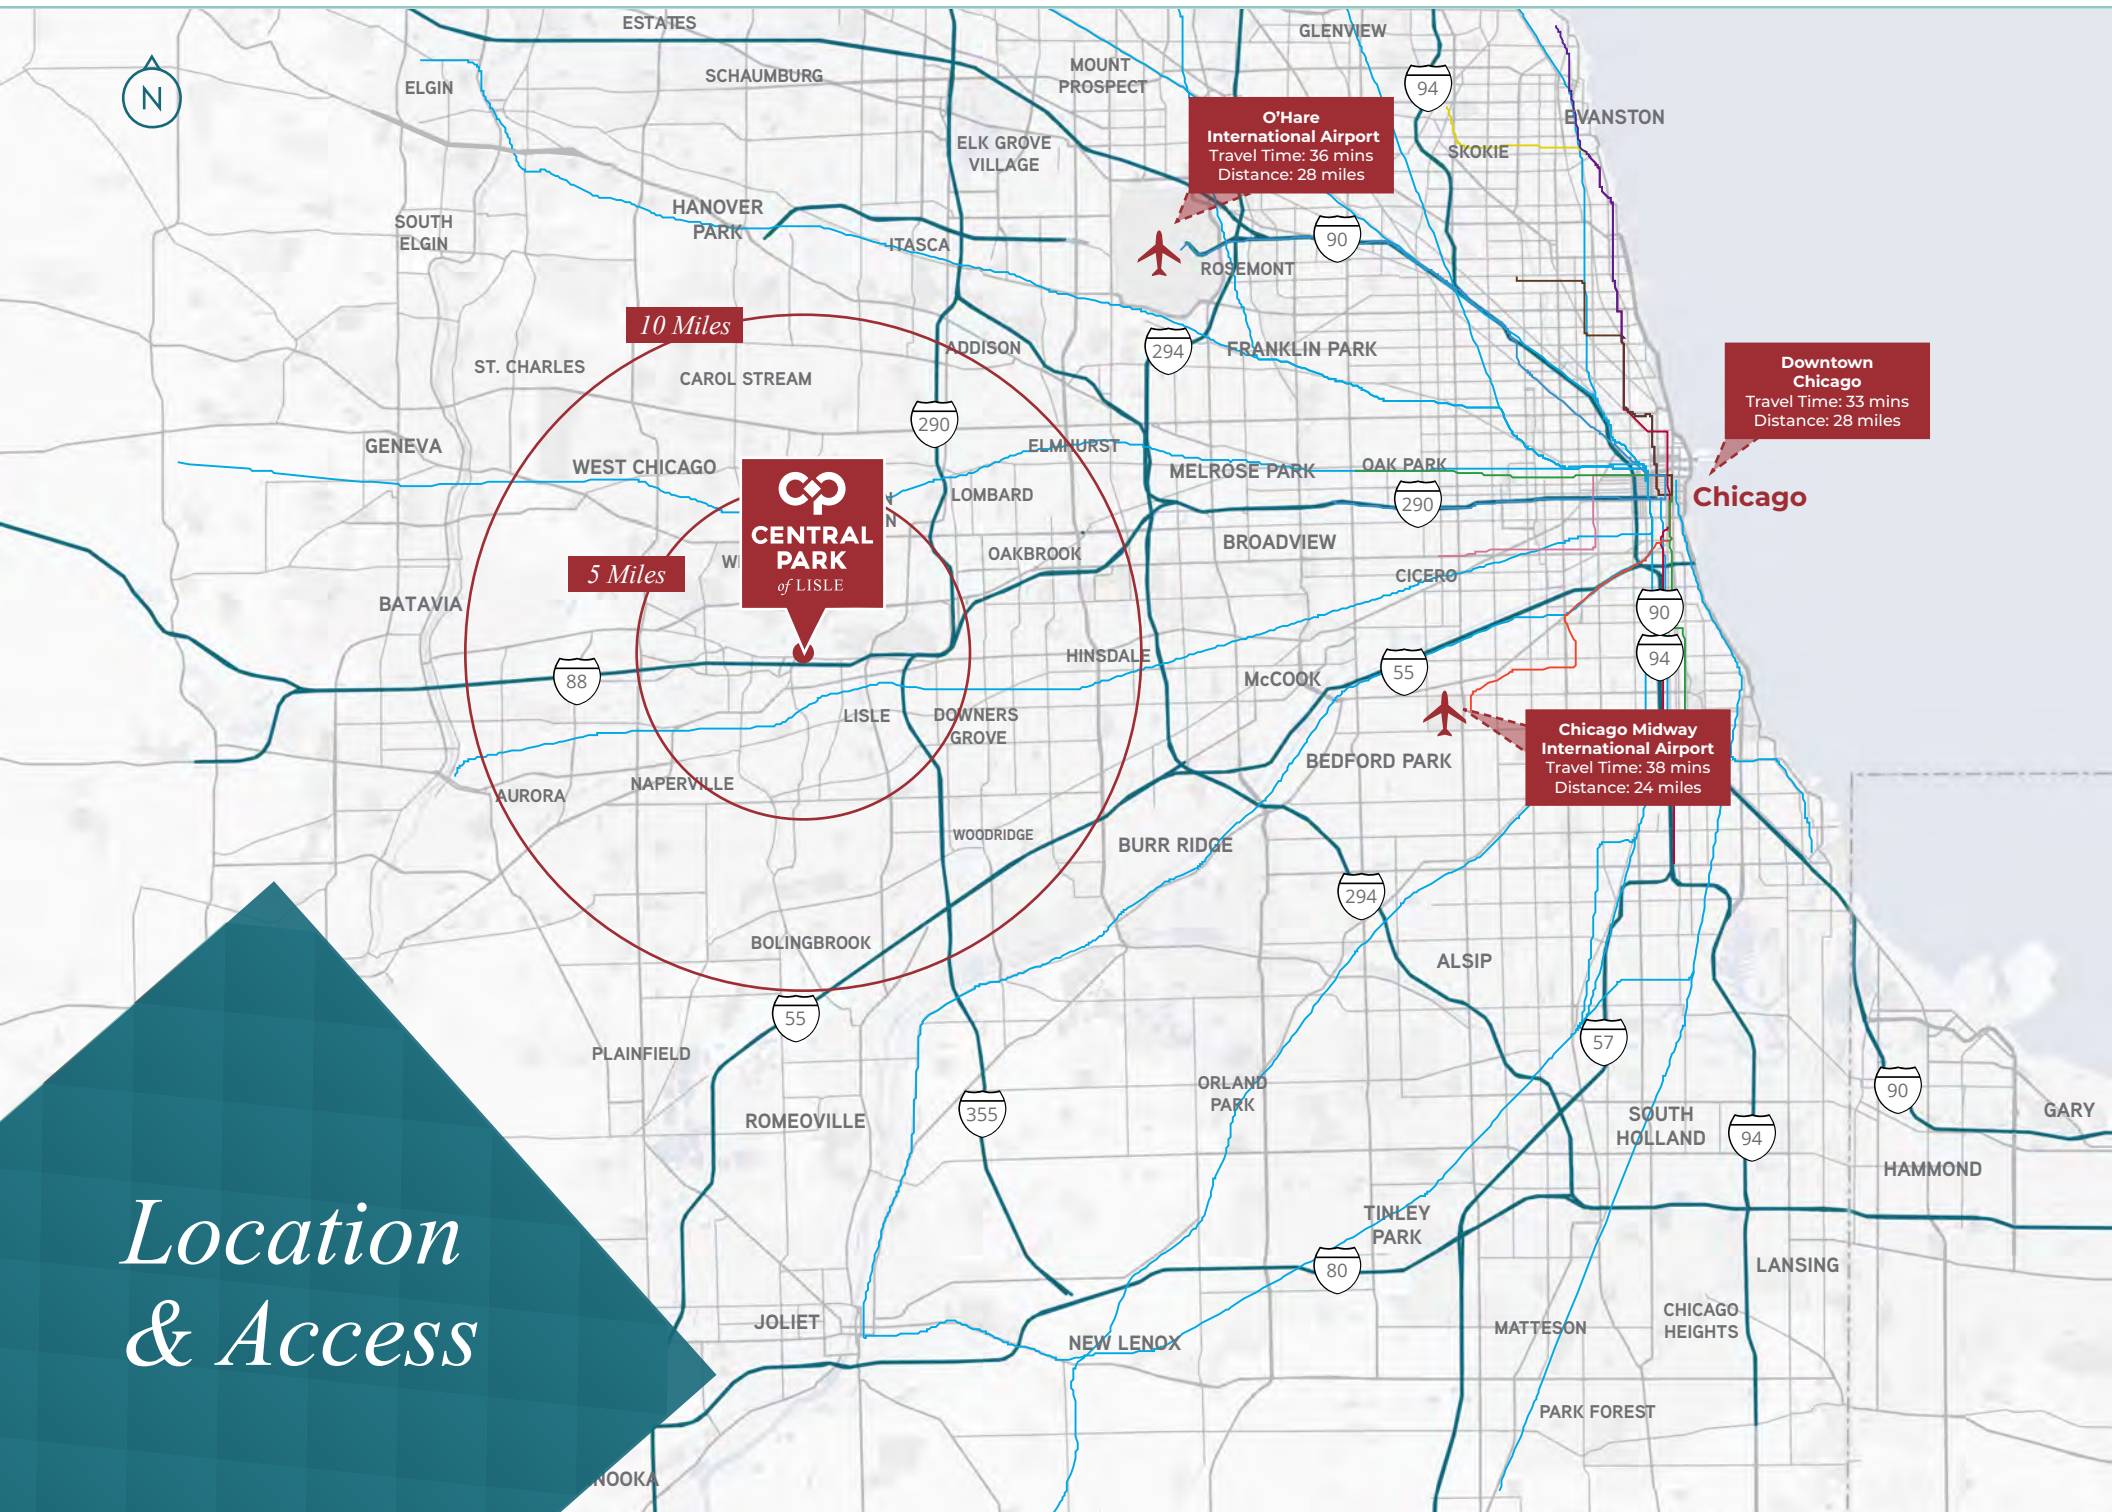 ESTATES
GLENVIEW
SCHAUMBURG
MOUNT
PROSPECT
ELGIN
N
94
EVANSTON
O'Hare
International Airport
Travel Time: 36 mins
Distance: 28 miles
ELK GROVE
VILLAGE
SKOKIE
HANOVER
PARK
SOUTH
ELGIN
ITASCA
90
ROSEMONT
10 Miles
ADDISON
294
FRANKLIN PARK
ST. CHARLES
CAROL STREAM
Downtown
Chicago
Travel Time: 33 mins
Distance: 28 miles
290
GENEVA
ELMHURST
WEST CHICAGO
MELROSE PARK
OAK PARK
LOMBARD
290
Chicago
CENTRAL
PARK
of LISLE
OAKBROOK
BROADVIEW
5 Miles
CICERO
BATAVIA
90
94
HINSDALE
88
McCOOK
55
LISLE
DOWNERS
GROVE
Chicago Midway
International Airport
Travel Time: 38 mins
Distance: 24 miles
BEDFORD PARK
NAPERVILLE
AURORA
WOODRIDGE
BURR RIDGE
294
BOLINGBROOK
ALSIP
55
57
PLAINFIELD
ORLAND
PARK
355
ROMEOVILLE
90
GARY
SOUTH
HOLLAND
94
HAMMOND
TINLEY
PARK
80
LANSING
Location
& Access
JOLIET
NEW LENOX
MATTESON
CHICAGO
HEIGHTS
PARK FOREST
NOOKA